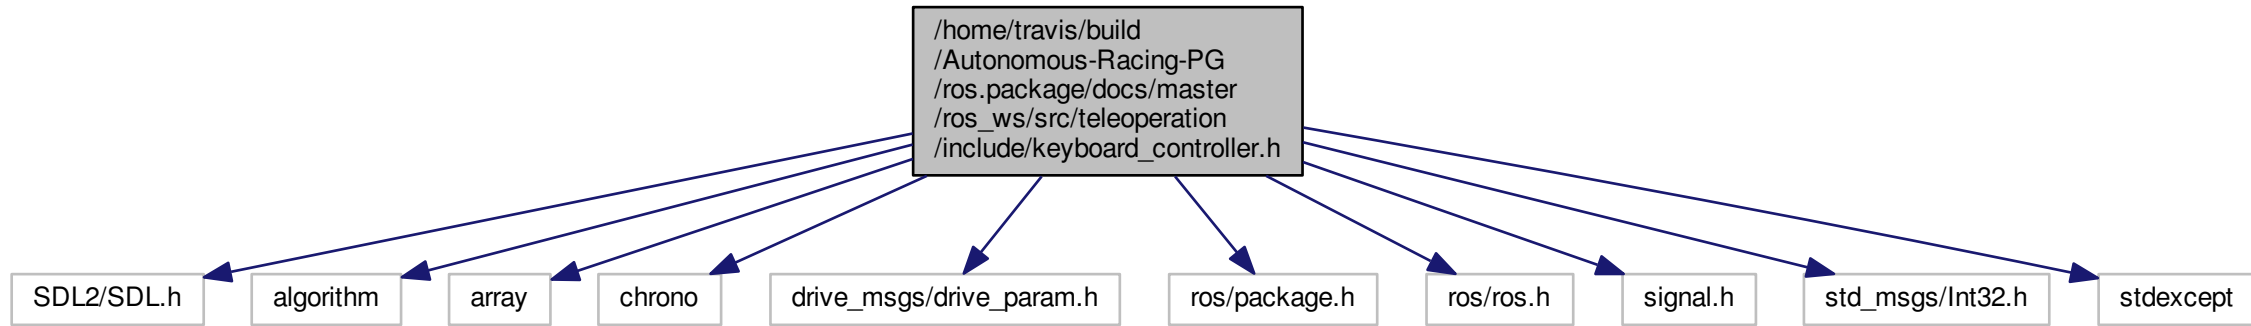 /home/travis/build
/Autonomous-Racing-PG
/ros.package/docs/master
/ros_ws/src/teleoperation
/include/keyboard_controller.h
SDL2/SDL.h
algorithm
array
chrono
drive_msgs/drive_param.h
ros/package.h
ros/ros.h
signal.h
std_msgs/Int32.h
stdexcept